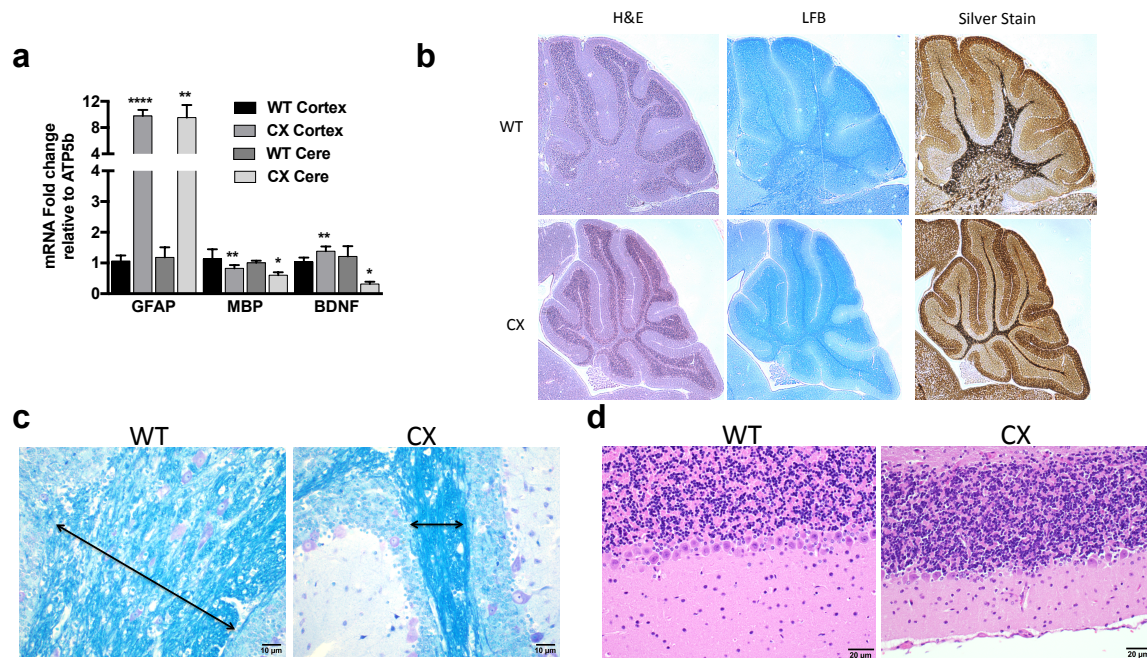 a
mRNA Fold change
relative to ATP5b
12
8
4
4
3
2
1
0
****
**
**
*
**
*
GFAP
MBP
BDNF
WT Cortex
CX Cortex
WT Cere
CX Cere
b
H&E
LFB
Silver Stain
WT
CX
c
WT
CX
10 µm
10 µm
d
WT
CX
20 µm
20 µm